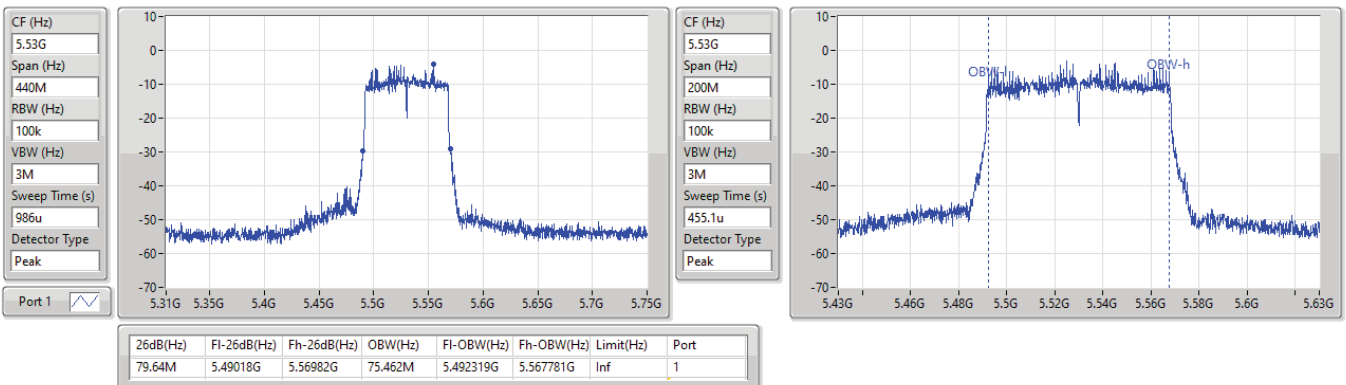 CF (Hz)
5.53G
Span (Hz)
440M
RBW (Hz)
100k
VBW (Hz)
3M
Sweep Time (s)
986u
Detector Type
Peak
Port 1
10
0
-10
-20
-30
-40
-50
-60
-70
5.31G 5.35G 5.4G 5.45G 5.5G 5.55G 5.6G 5.65G 5.7G 5.75G
CF (Hz)
5.53G
Span (Hz)
200M
RBW (Hz)
100k
VBW (Hz)
3M
Sweep Time (s)
455.1u
Detector Type
Peak
10
0
-10
-20
-30
-40
-50
-60
-70
OBW-l OBW-h
5.43G 5.46G 5.48G 5.5G 5.52G 5.54G 5.56G 5.58G 5.6G 5.63G
26dB(Hz) Fl-26dB(Hz) Fh-26dB(Hz) OBW(Hz) Fl-OBW(Hz) Fh-OBW(Hz) Limit(Hz) Port
79.64M 5.49018G 5.56982G 75.462M 5.492319G 5.567781G Inf 1